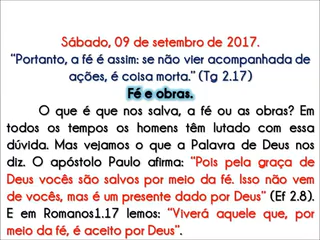 Sábado, 09 de setembro de 2017.
“Portanto, a fé é assim: se não vier acompanhada de
ações, é coisa morta.” (Tg 2.17)
Fé e obras.
O que é que nos salva, a fé ou as obras? Em
todos os tempos os homens têm lutado com essa
dúvida. Mas vejamos o que a Palavra de Deus nos
diz. O apóstolo Paulo afirma: “Pois pela graça de
Deus vocês são salvos por meio da fé. Isso não vem
de vocês, mas é um presente dado por Deus” (Ef 2.8).
E em Romanos1.17 lemos: “Viverá aquele que, por
meio da fé, é aceito por Deus”.